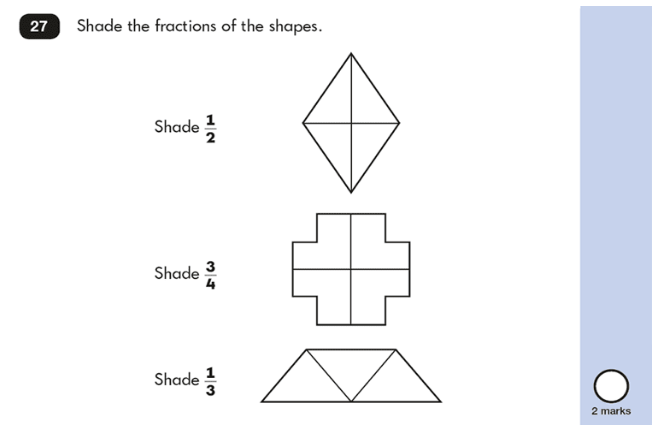 27 Shade the fractions of the shapes.
Shade 1/2
Shade 3/4
Shade 1/3
2 marks